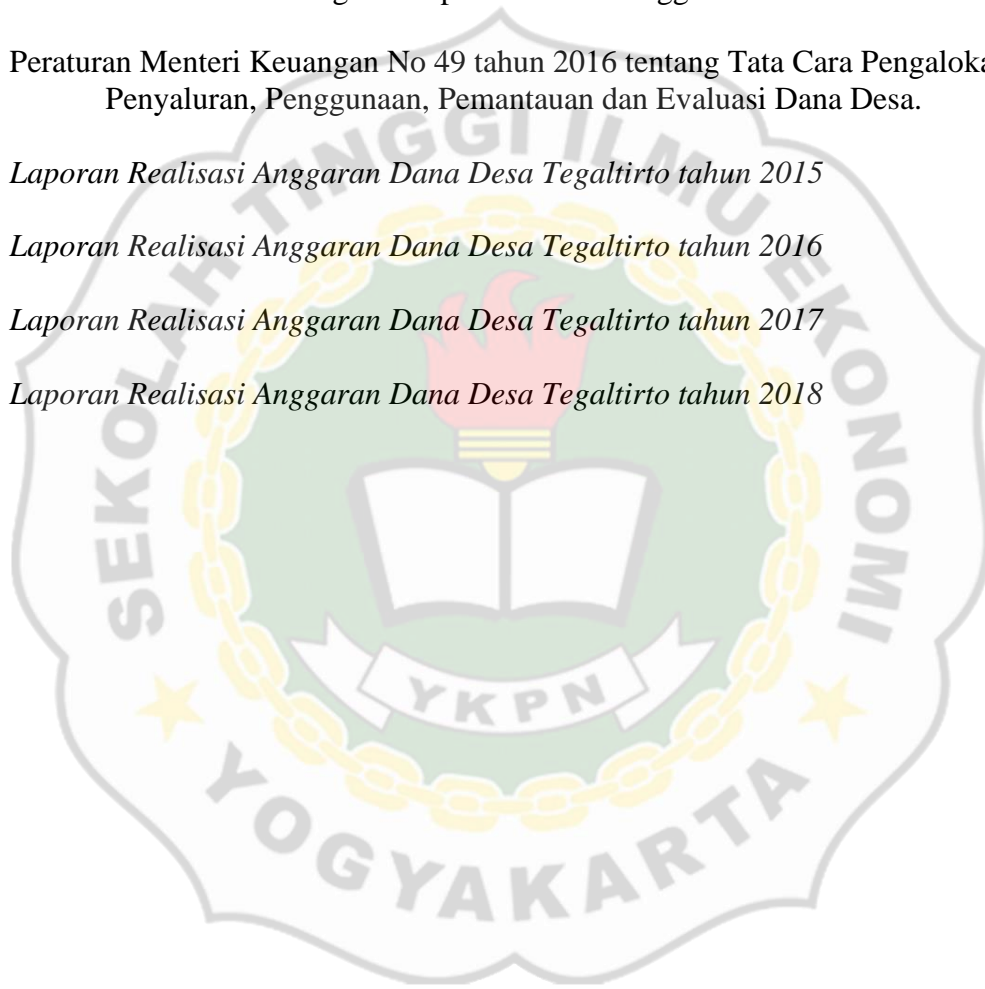 Peraturan Menteri Keuangan No 49 tahun 2016 tentang Tata Cara
Penyaluran, Penggunaan, Pemantauan dan Evaluasi Dana Desa.
Laporan Realisasi Anggaran Dana Desa Tegaltirto tahun 2015
Laporan Realisasi Anggaran Dana Desa Tegaltirto tahun 2016
Laporan Realisasi Anggaran Dana Desa Tegaltirto tahun 2017
Laporan Realisasi Anggaran Dana Desa Tegaltirto tahun 2018
SEKOLAH TINGGI ILMU EKONOMI
YKPN
YOGYAKARTA